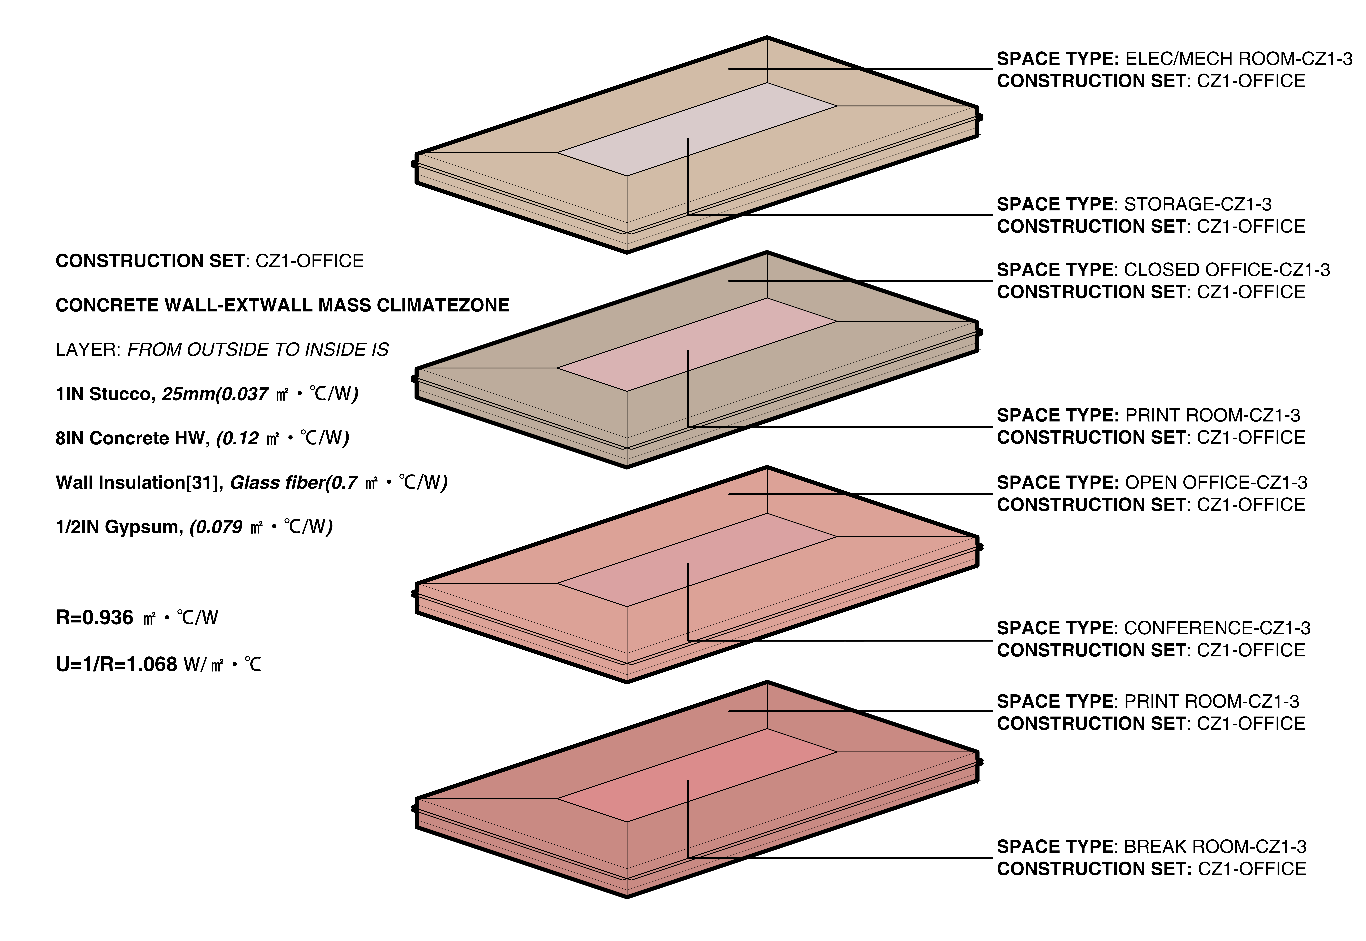 SPACE TYPE: ELEC/MECH ROOM-CZ1-3
CONSTRUCTION SET: CZ1-OFFICE
SPACE TYPE: STORAGE-CZ1-3
CONSTRUCTION SET: CZ1-OFFICE
CONSTRUCTION SET: CZ1-OFFICE
CONCRETE WALL-EXTWALL MASS CLIMATEZONE
LAYER: FROM OUTSIDE TO INSIDE IS
1IN Stucco, 25mm(0.037 ㎡・℃/W)
8IN Concrete HW, (0.12 ㎡・℃/W)
Wall Insulation[31], Glass fiber(0.7 ㎡・℃/W)
1/2IN Gypsum, (0.079 ㎡・℃/W)
R=0.936 ㎡・℃/W
U=1/R=1.068 W/㎡・℃
SPACE TYPE: CLOSED OFFICE-CZ1-3
CONSTRUCTION SET: CZ1-OFFICE
SPACE TYPE: PRINT ROOM-CZ1-3
CONSTRUCTION SET: CZ1-OFFICE
SPACE TYPE: OPEN OFFICE-CZ1-3
CONSTRUCTION SET: CZ1-OFFICE
SPACE TYPE: CONFERENCE-CZ1-3
CONSTRUCTION SET: CZ1-OFFICE
SPACE TYPE: PRINT ROOM-CZ1-3
CONSTRUCTION SET: CZ1-OFFICE
SPACE TYPE: BREAK ROOM-CZ1-3
CONSTRUCTION SET: CZ1-OFFICE